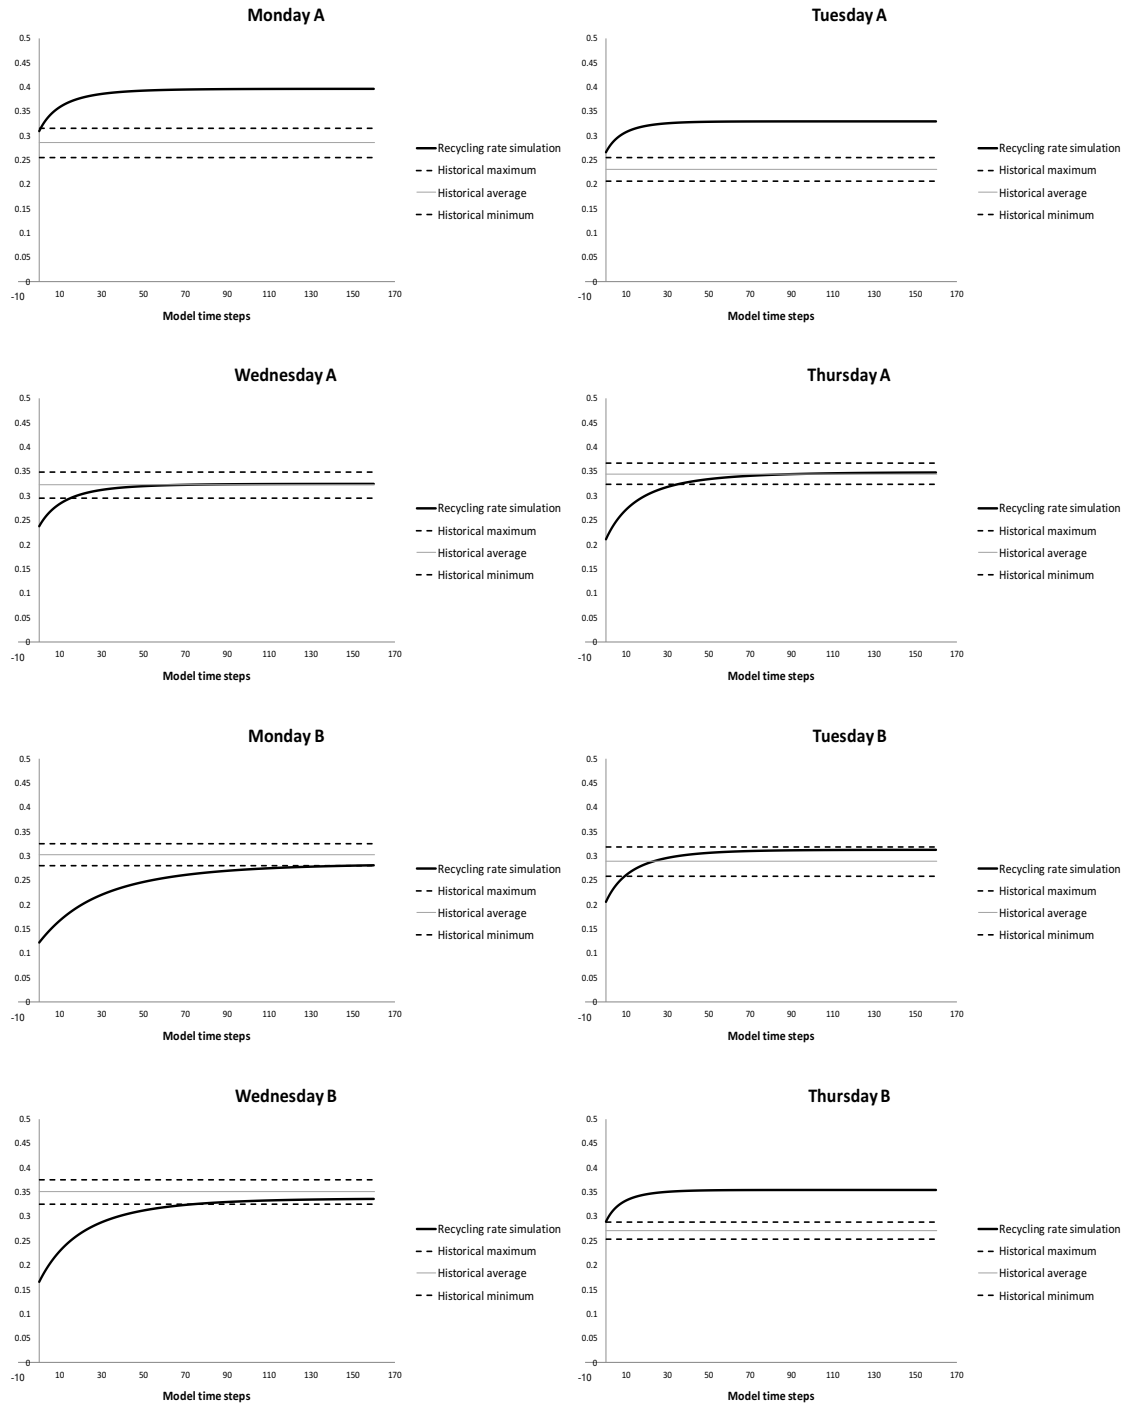 Monday A
0.5
0.45
0.4
0.35
0.3
0.25
0.2
0.15
0.1
0.05
0
-10 10 30 50 70 90 110 130 150 170
Model time steps
Recycling rate simulation
Historical maximum
Historical average
Historical minimum
Tuesday A
0.5
0.45
0.4
0.35
0.3
0.25
0.2
0.15
0.1
0.05
0
-10 10 30 50 70 90 110 130 150 170
Model time steps
Recycling rate simulation
Historical maximum
Historical average
Historical minimum
Wednesday A
0.5
0.45
0.4
0.35
0.3
0.25
0.2
0.15
0.1
0.05
0
-10 10 30 50 70 90 110 130 150 170
Model time steps
Recycling rate simulation
Historical maximum
Historical average
Historical minimum
Thursday A
0.5
0.45
0.4
0.35
0.3
0.25
0.2
0.15
0.1
0.05
0
-10 10 30 50 70 90 110 130 150 170
Model time steps
Recycling rate simulation
Historical maximum
Historical average
Historical minimum
Monday B
0.5
0.45
0.4
0.35
0.3
0.25
0.2
0.15
0.1
0.05
0
-10 10 30 50 70 90 110 130 150 170
Model time steps
Recycling rate simulation
Historical maximum
Historical average
Historical minimum
Tuesday B
0.5
0.45
0.4
0.35
0.3
0.25
0.2
0.15
0.1
0.05
0
-10 10 30 50 70 90 110 130 150 170
Model time steps
Recycling rate simulation
Historical maximum
Historical average
Historical minimum
Wednesday B
0.5
0.45
0.4
0.35
0.3
0.25
0.2
0.15
0.1
0.05
0
-10 10 30 50 70 90 110 130 150 170
Model time steps
Recycling rate simulation
Historical maximum
Historical average
Historical minimum
Thursday B
0.5
0.45
0.4
0.35
0.3
0.25
0.2
0.15
0.1
0.05
0
-10 10 30 50 70 90 110 130 150 170
Model time steps
Recycling rate simulation
Historical maximum
Historical average
Historical minimum